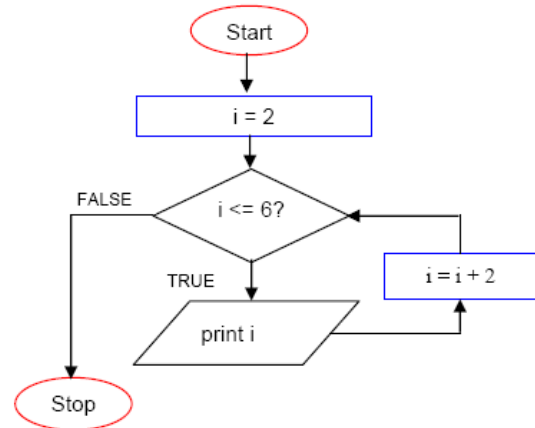 Start
i = 2
FALSE
i <= 6?
TRUE
i = i + 2
print i
Stop